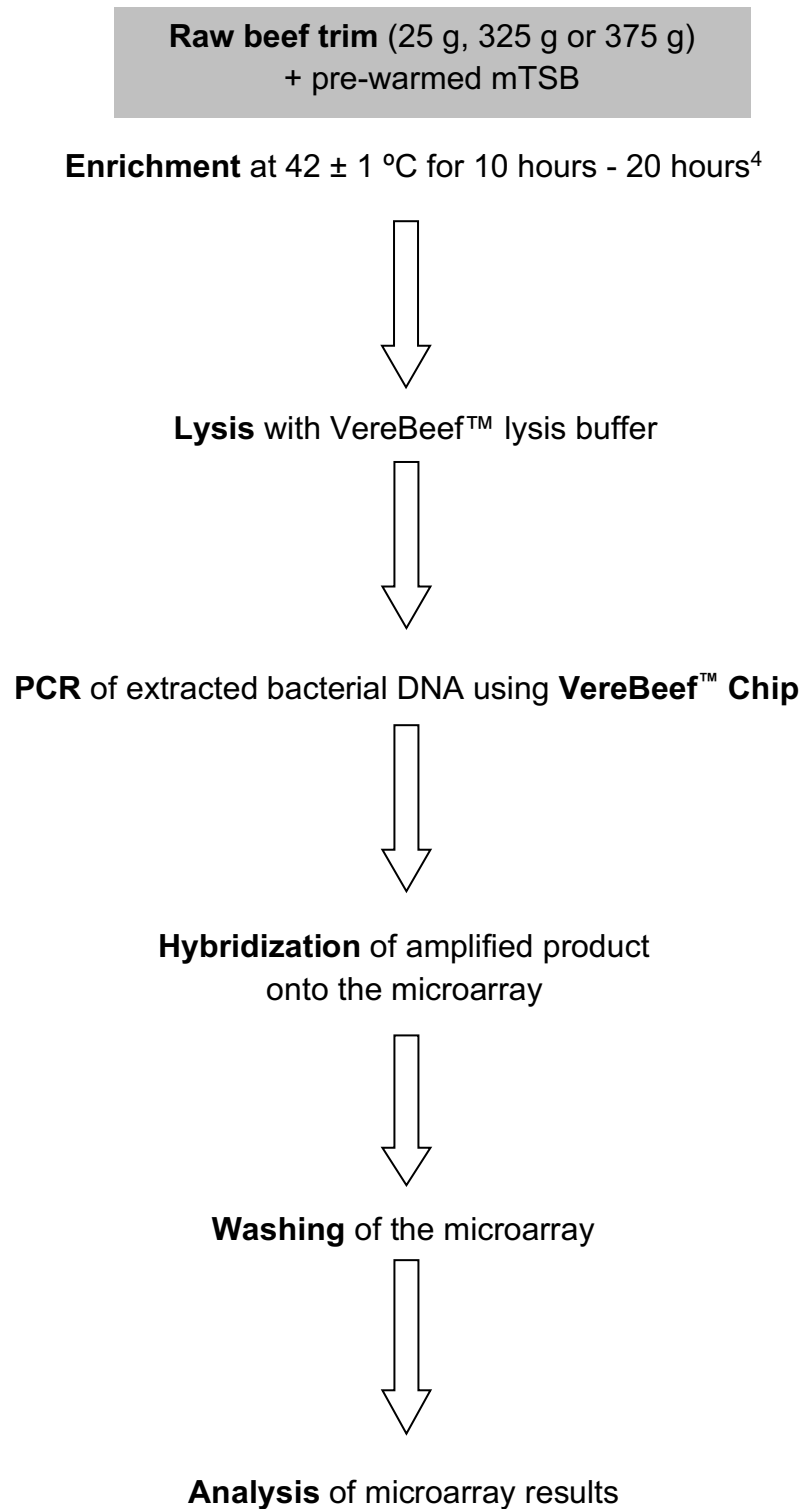 Raw beef trim (25 g, 325 g or 375 g)
+ pre-warmed mTSB
Enrichment at 42 ± 1 ºC for 10 hours - 20 hours⁴
Lysis with VereBeef™ lysis buffer
PCR of extracted bacterial DNA using VereBeef™ Chip
Hybridization of amplified product
onto the microarray
Washing of the microarray
Analysis of microarray results